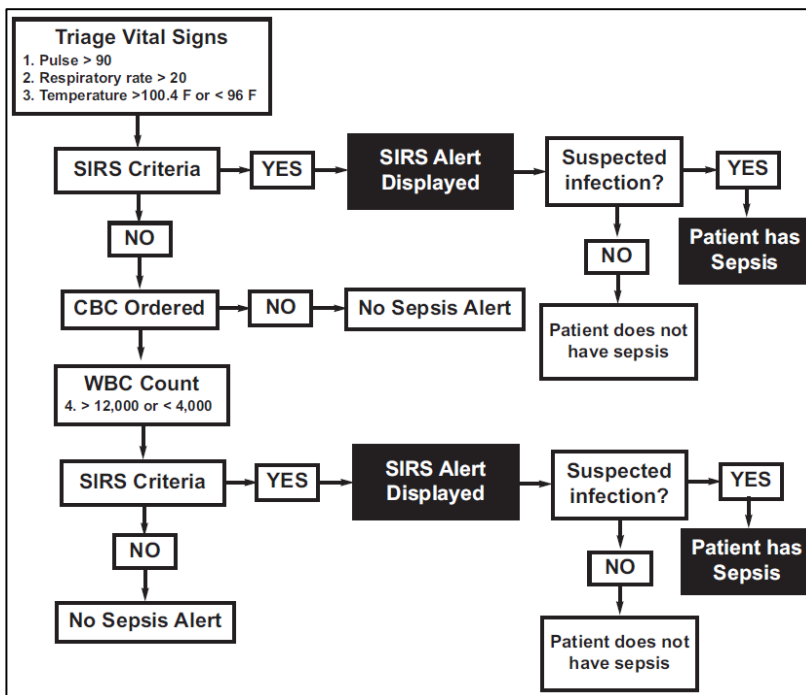 Triage Vital Signs
1. Pulse > 90
2. Respiratory rate > 20
3. Temperature >100.4 F or < 96 F
SIRS Criteria
YES
SIRS Alert
Displayed
Suspected
infection?
YES
Patient has
Sepsis
NO
Patient does not
have sepsis
NO
CBC Ordered
NO
No Sepsis Alert
WBC Count
4. > 12,000 or < 4,000
SIRS Criteria
YES
SIRS Alert
Displayed
Suspected
infection?
YES
Patient has
Sepsis
NO
Patient does not
have sepsis
NO
No Sepsis Alert